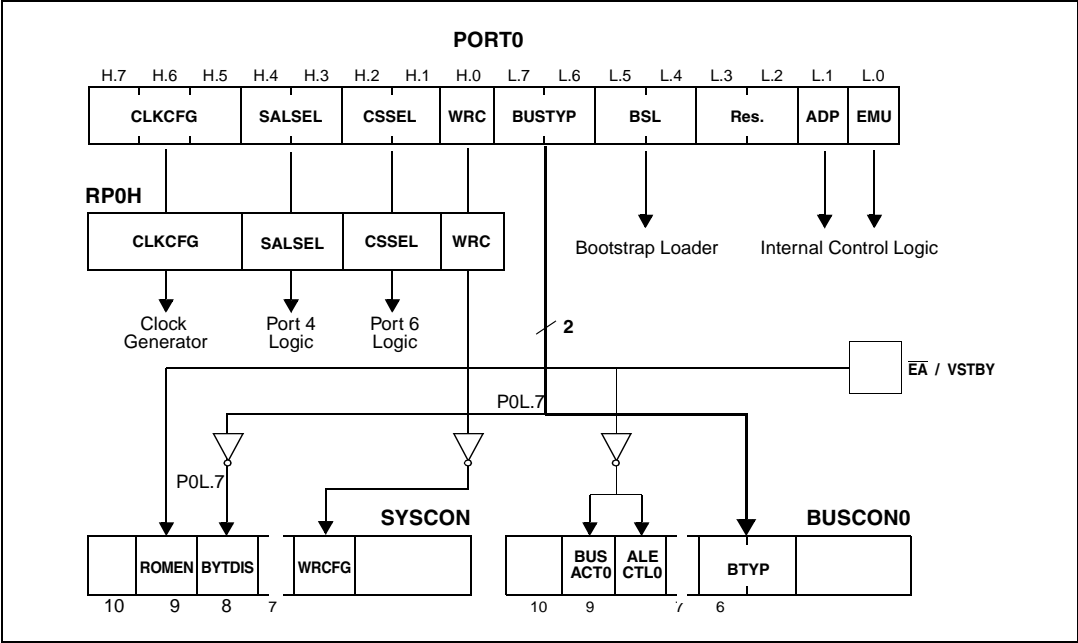 PORT0
H.7 H.6 H.5 H.4 H.3 H.2 H.1 H.0 L.7 L.6 L.5 L.4 L.3 L.2 L.1 L.0
CLKCFG SALSEL CSSEL WRC BUSTYP BSL Res. ADP EMU
RP0H
CLKCFG SALSEL CSSEL WRC
Bootstrap Loader Internal Control Logic
Clock Generator
Port 4 Logic
Port 6 Logic
2
EA / VSTBY
P0L.7
P0L.7
SYSCON BUSCON0
ROMEN BYTDIS WRCFG BUS ACT0 ALE CTL0 BTYP
10 9 8 7 10 9 7 6